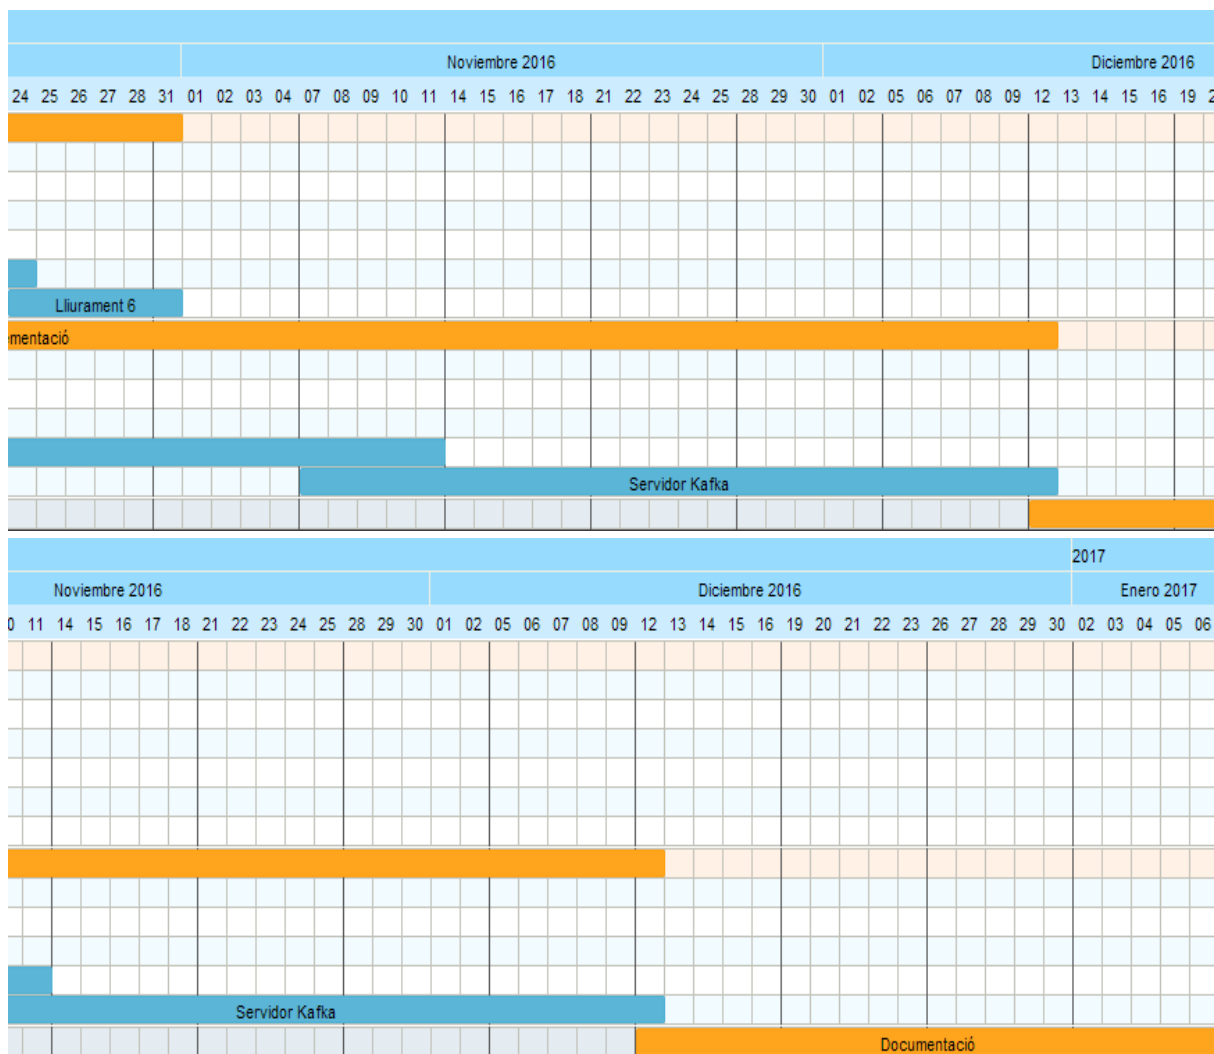 Noviembre 2016 Diciembre 2016
24 25 26 27 28 31 01 02 03 04 07 08 09 10 11 14 15 16 17 18 21 22 23 24 25 28 29 30 01 02 05 06 07 08 09 12 13 14 15 16 19 2
Lliurament 6
ementació
Servidor Kafka
2017
Noviembre 2016 Diciembre 2016 Enero 2017
0 11 14 15 16 17 18 21 22 23 24 25 28 29 30 01 02 05 06 07 08 09 12 13 14 15 16 19 20 21 22 23 26 27 28 29 30 02 03 04 05 06
Servidor Kafka
Documentació